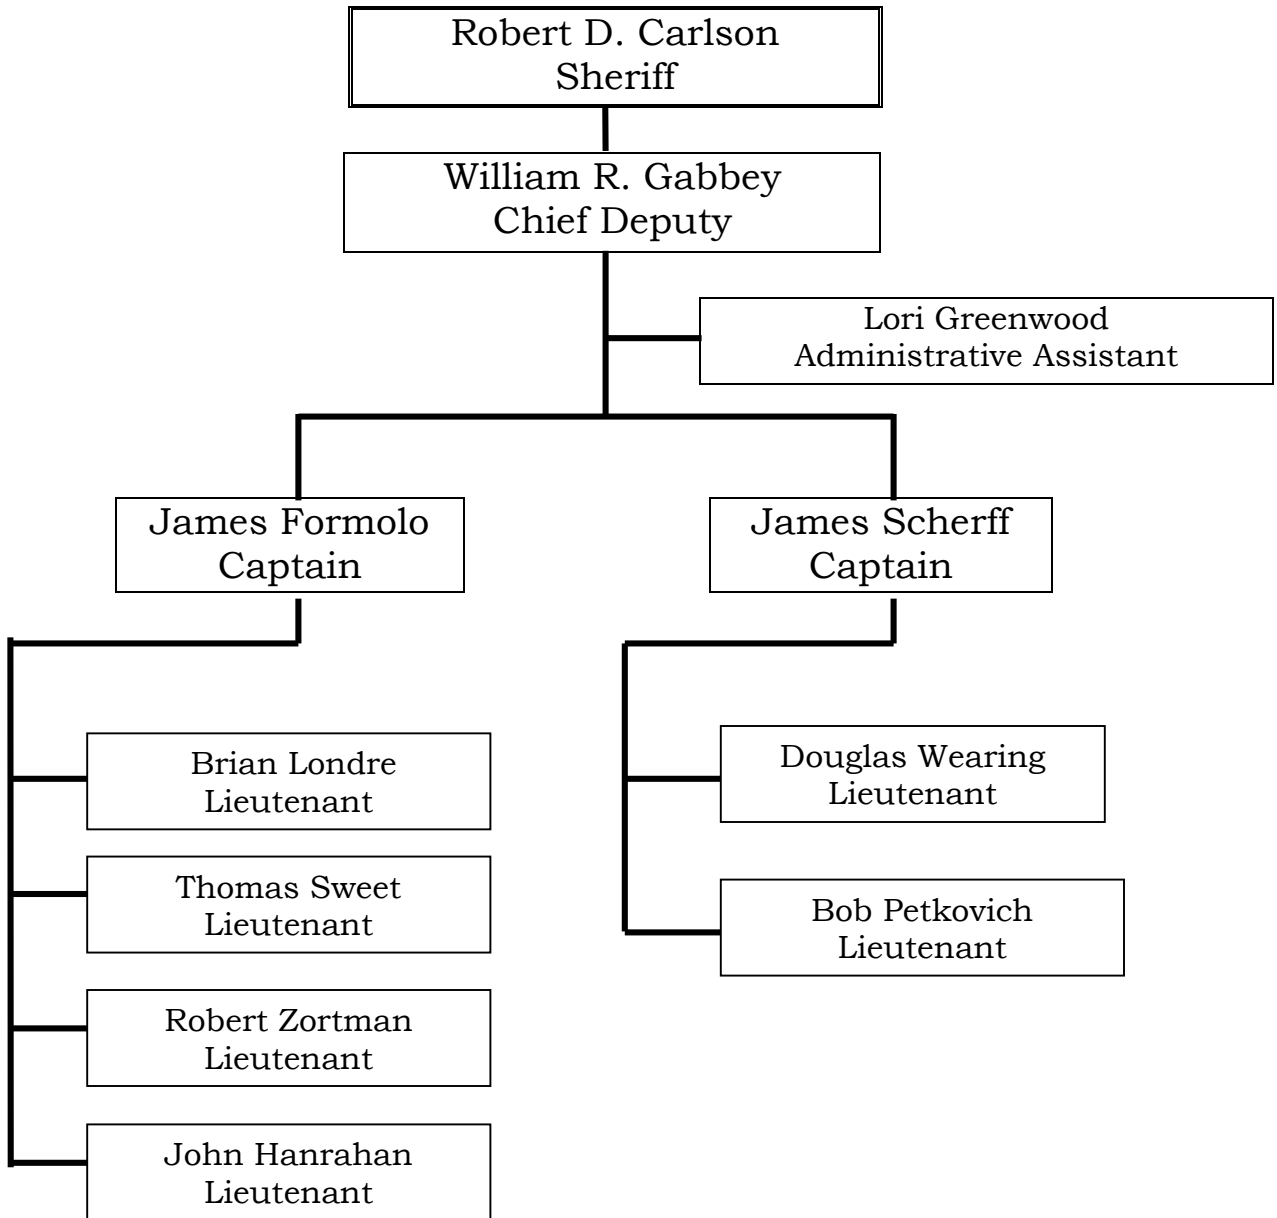 Robert D. Carlson
Sheriff
William R. Gabbey
Chief Deputy
Lori Greenwood
Administrative Assistant
James Formolo
Captain
James Scherff
Captain
Brian Londre
Lieutenant
Thomas Sweet
Lieutenant
Robert Zortman
Lieutenant
John Hanrahan
Lieutenant
Douglas Wearing
Lieutenant
Bob Petkovich
Lieutenant